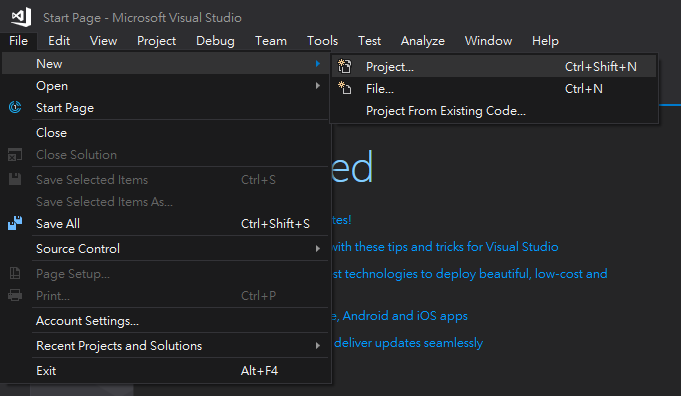 Start Page - Microsoft Visual Studio
File Edit View Project Debug Team Tools Test Analyze Window Help
New
Project... Ctrl+Shift+N
Open
File... Ctrl+N
Start Page
Project From Existing Code...
Close
Close Solution
ed
Save Selected Items Ctrl+S
Save Selected Items As...
Save All Ctrl+Shift+S
tes!
Source Control
with these tips and tricks for Visual Studio
Page Setup...
est technologies to deploy beautiful, low-cost and
Print... Ctrl+P
Account Settings...
e, Android and iOS apps
Recent Projects and Solutions
deliver updates seamlessly
Exit Alt+F4